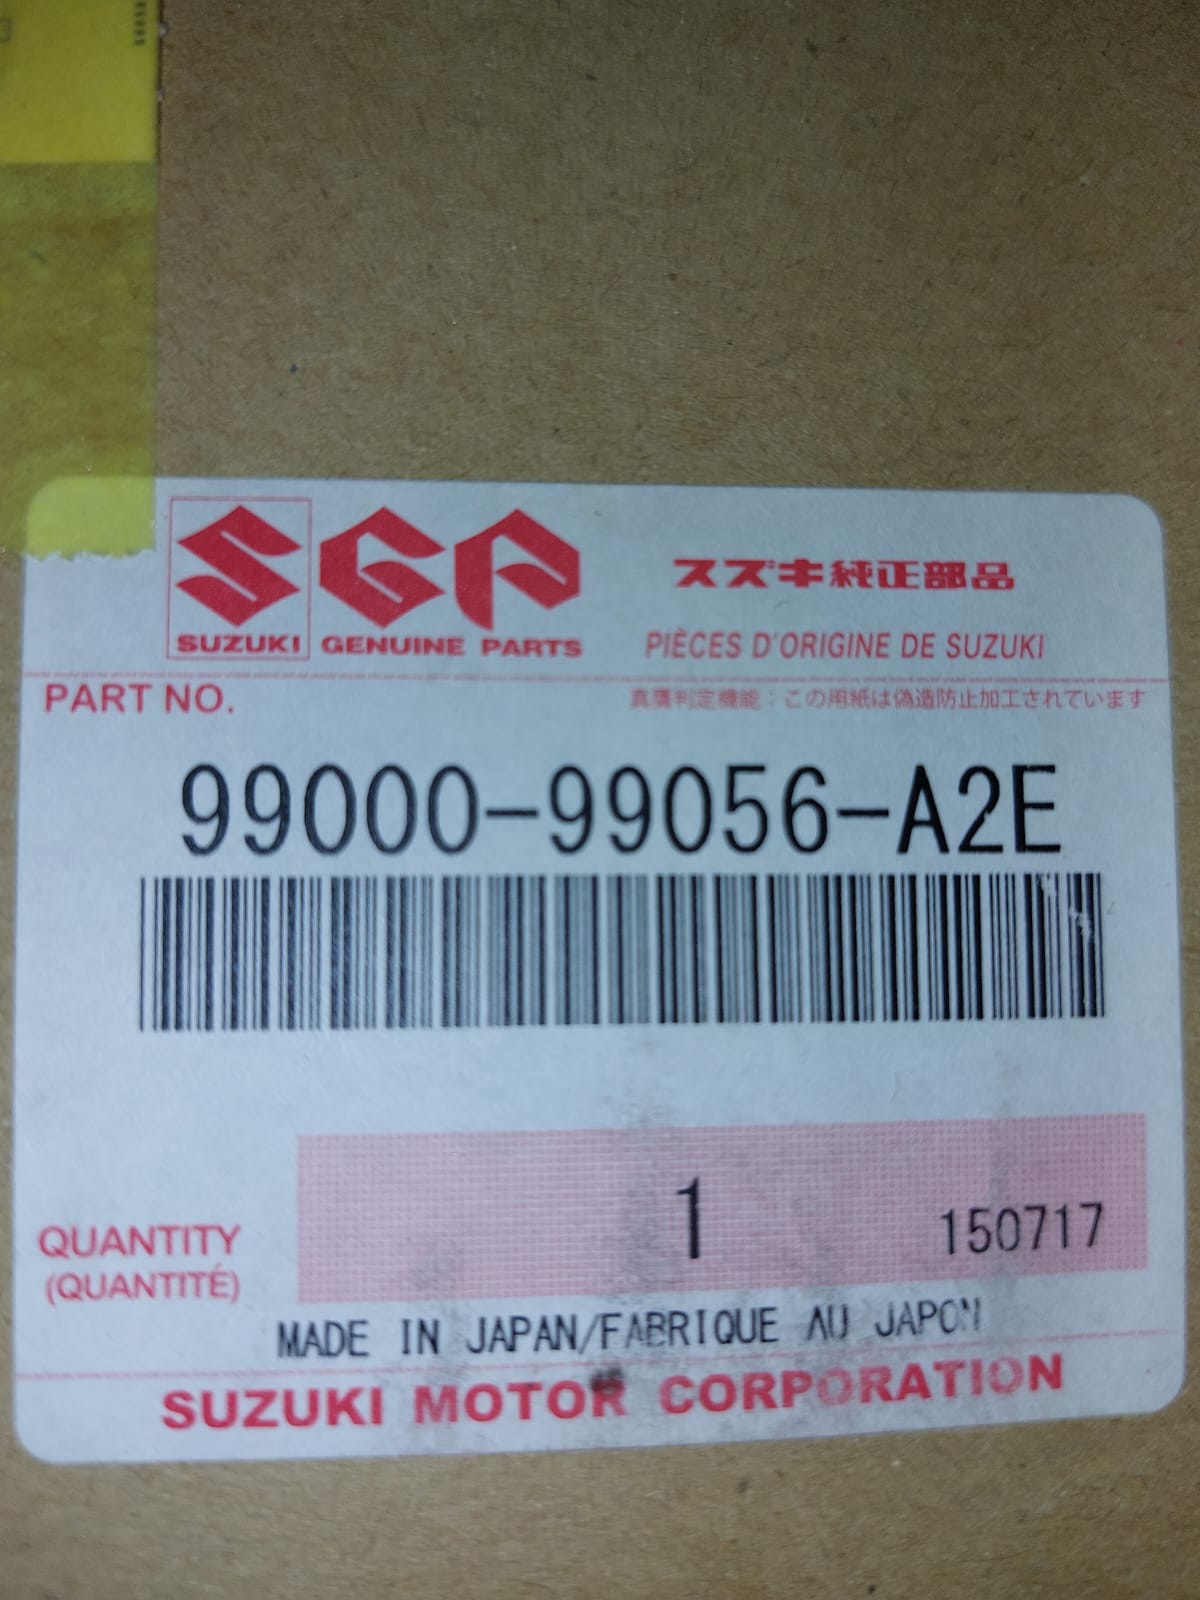 SUZUKI
SGP
GENUINE PARTS
スズキ純正部品
PIÈCES D'ORIGINE DE SUZUKI
PART NO.
真贋判定機能：この用紙は偽造防止加工されています
99000-99056-A2E
1
150717
QUANTITY
(QUANTITÉ)
MADE IN JAPAN/FABRIQUE AU JAPON
SUZUKI MOTOR CORPORATION